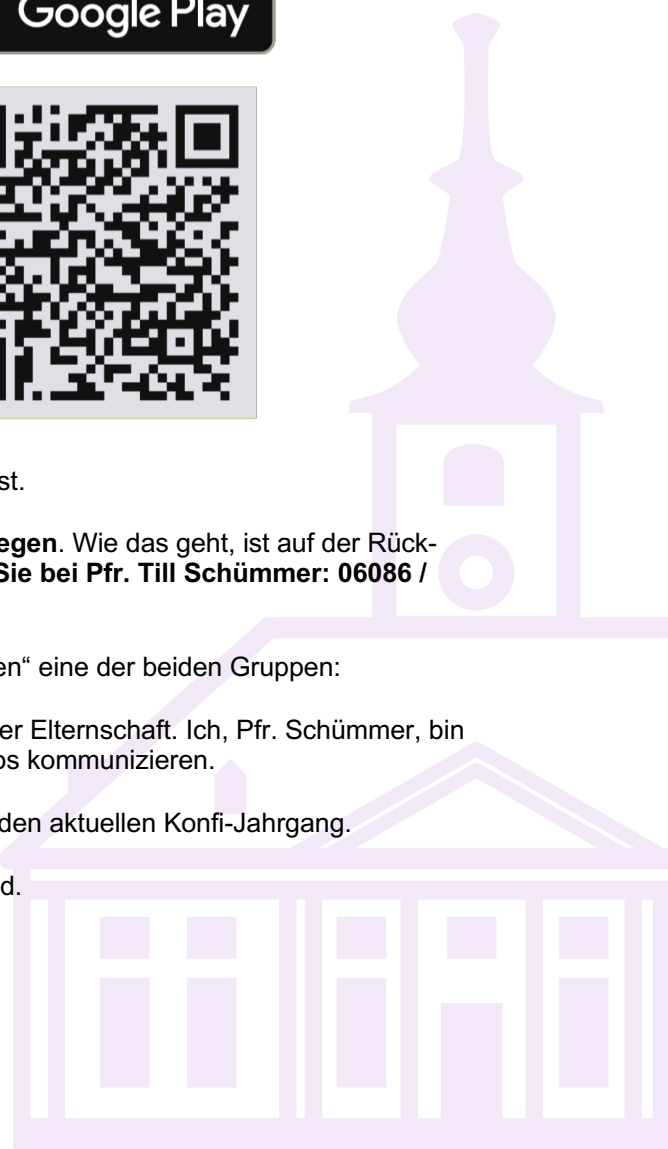 Google Play
st.
egen. Wie das geht, ist auf der Rück-
Sie bei Pfr. Till Schümmer: 06086 /
en“ eine der beiden Gruppen:
er Elternschaft. Ich, Pfr. Schümmer, bin
os kommunizieren.
den aktuellen Konfi-Jahrgang.
d.